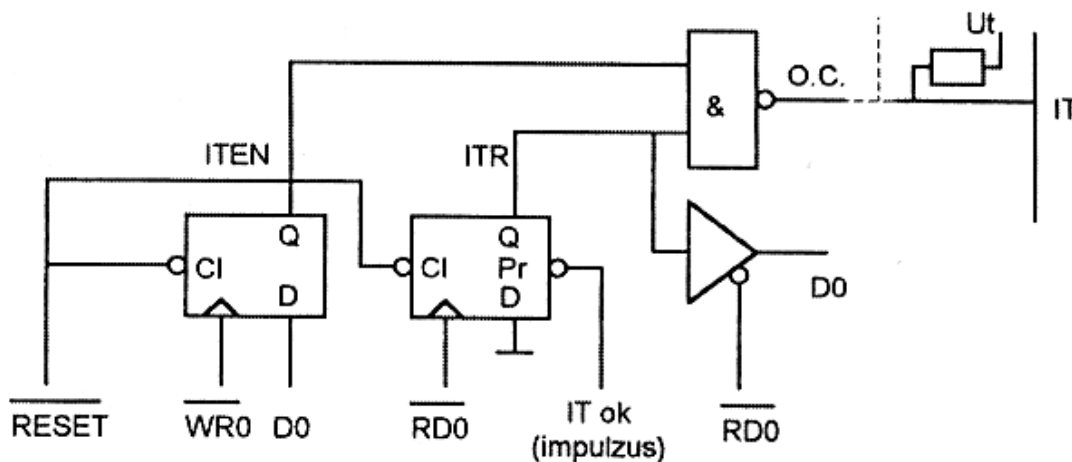 Ut
O.C.
&
IT
ITEN
ITR
Q
Q
Cl
Cl
Pr
D
D
D0
RESET
WR0
D0
RD0
IT ok
(impulzus)
RD0